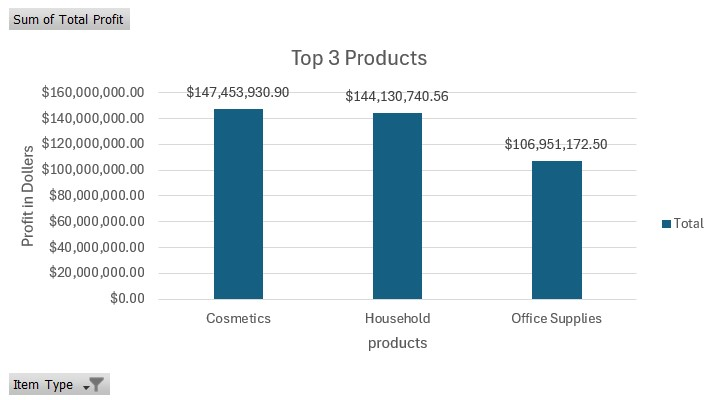 Sum of Total Profit
Top 3 Products
Profit in Dollers
$160,000,000.00
$140,000,000.00
$120,000,000.00
$100,000,000.00
$80,000,000.00
$60,000,000.00
$40,000,000.00
$20,000,000.00
$0.00
$147,453,930.90
$144,130,740.56
$106,951,172.50
Cosmetics
Household
Office Supplies
products
Total
Item Type